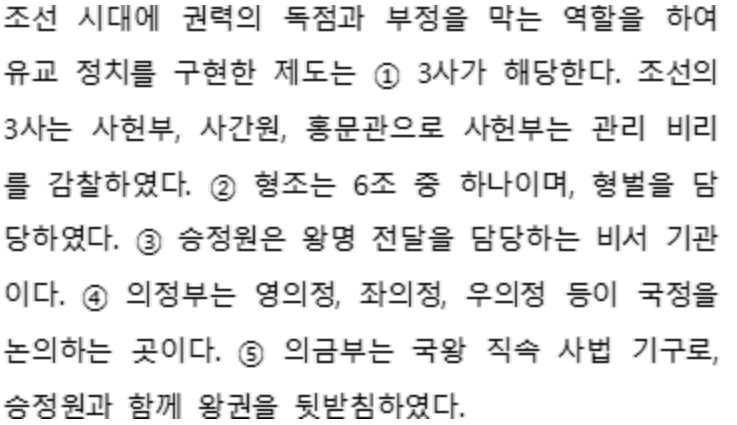 조선 시대에 권력의 독점과 부정을 막는 역할을 하여
유교 정치를 구현한 제도는 ① 3사가 해당한다. 조선의
3사는 사헌부, 사간원, 홍문관으로 사헌부는 관리 비리
를 감찰하였다. ② 형조는 6조 중 하나이며, 형벌을 담
당하였다. ③ 승정원은 왕명 전달을 담당하는 비서 기관
이다. ④ 의정부는 영의정, 좌의정, 우의정 등이 국정을
논의하는 곳이다. ⑤ 의금부는 국왕 직속 사법 기구로,
승정원과 함께 왕권을 뒷받침하였다.